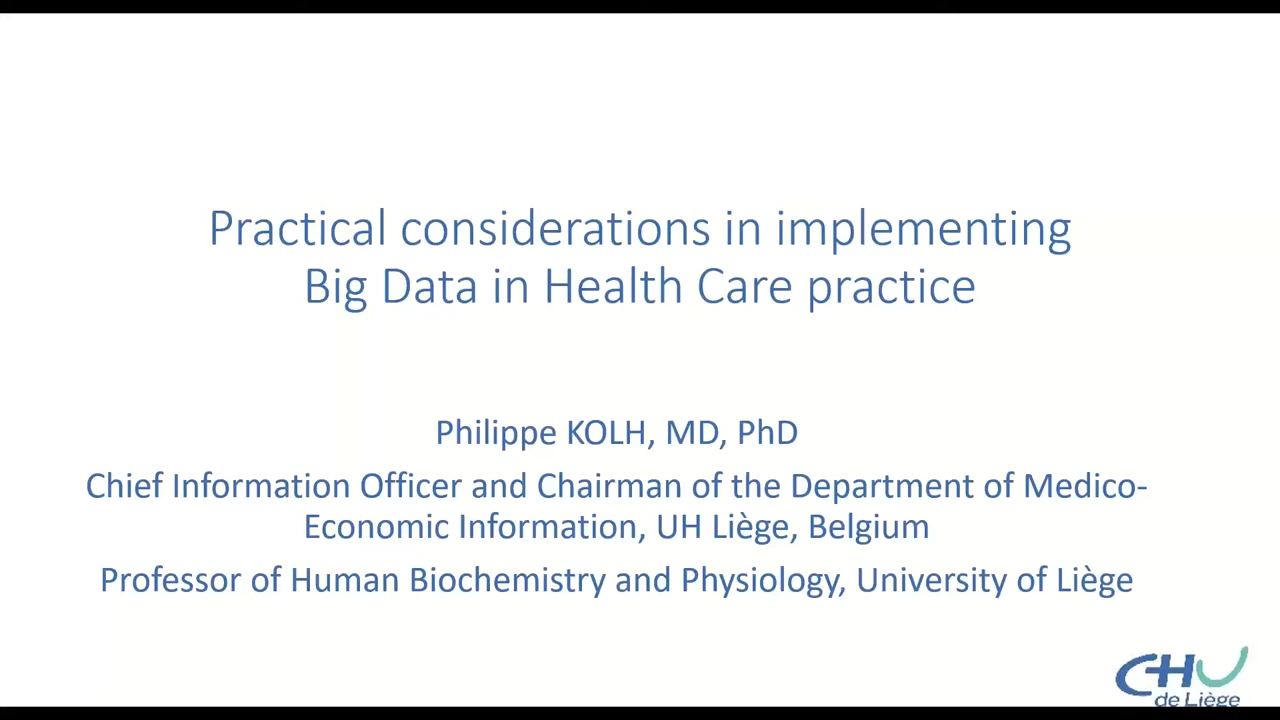 Practical considerations in implementing
Big Data in Health Care practice
Philippe KOLH, MD, PhD
Chief Information Officer and Chairman of the Department of Medico-
Economic Information, UH Liège, Belgium
Professor of Human Biochemistry and Physiology, University of Liège
CHU
de Liège